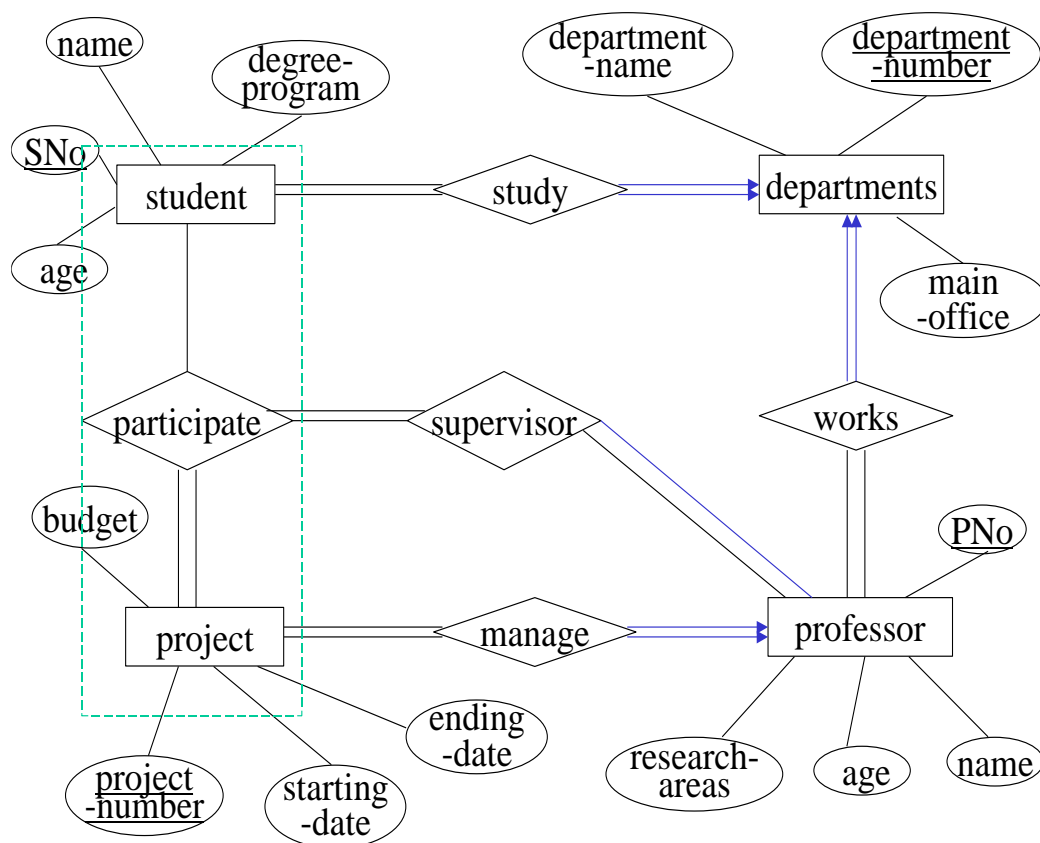 name
degree-
program
department
-name
department
-number
SNo
student
study
departments
age
main
-office
participate
supervisor
works
budget
PNo
project
manage
professor
ending
-date
research-
areas
age
name
project
-number
starting
-date